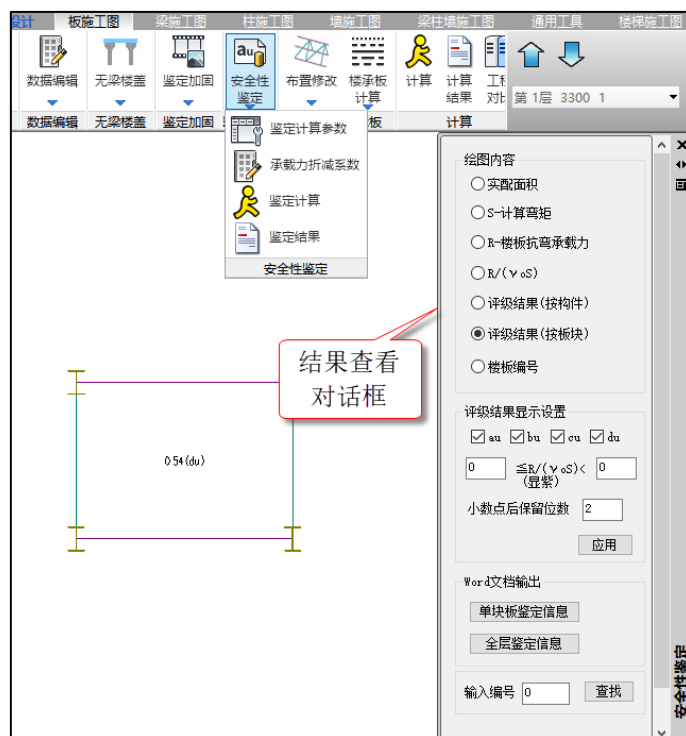 设计 板施工图 梁施工图 柱施工图 墙施工图 梁柱墙施工图 通用工具 楼梯施工图
数据编辑 无梁楼盖 鉴定加固 安全性鉴定 布置修改 楼承板计算 计算 计算结果
第 1层 3300 1
数据编辑 无梁楼盖 鉴定加固 板 计算
鉴定计算参数
承载力折减系数
鉴定计算
鉴定结果
安全性鉴定
结果查看
对话框
0.54(du)
绘图内容
实配面积
S-计算弯矩
R-楼板抗弯承载力
R/(γoS)
评级结果(按构件)
评级结果(按板块)
楼板编号
评级结果显示设置
au bu cu du
0 ≦R/(γoS)< 0
(显紫)
小数点后保留位数 2
应用
Word文档输出
单块板鉴定信息
全层鉴定信息
输入编号 0 查找
安全性鉴定